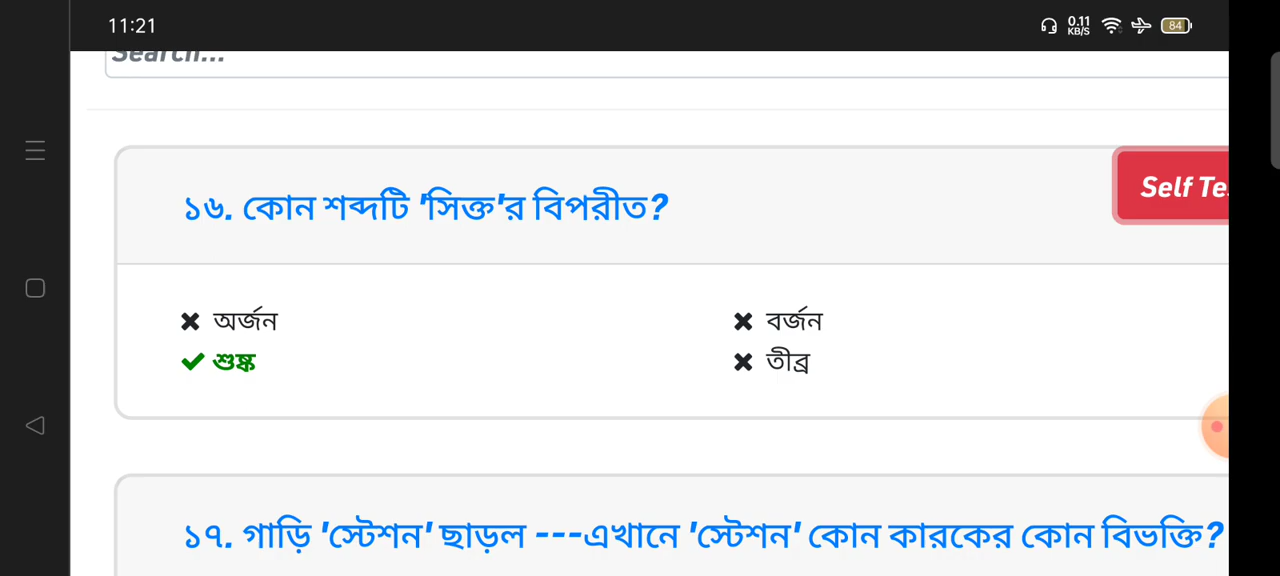 11:21
0.11
KB/S
84
Search...
১৬. কোন শব্দটি 'সিক্ত'র বিপরীত?
Self Te
অর্জন
বর্জন
শুষ্ক
তীব্র
১৭. গাড়ি 'স্টেশন' ছাড়ল ---এখানে 'স্টেশন' কোন কারকের কোন বিভক্তি?